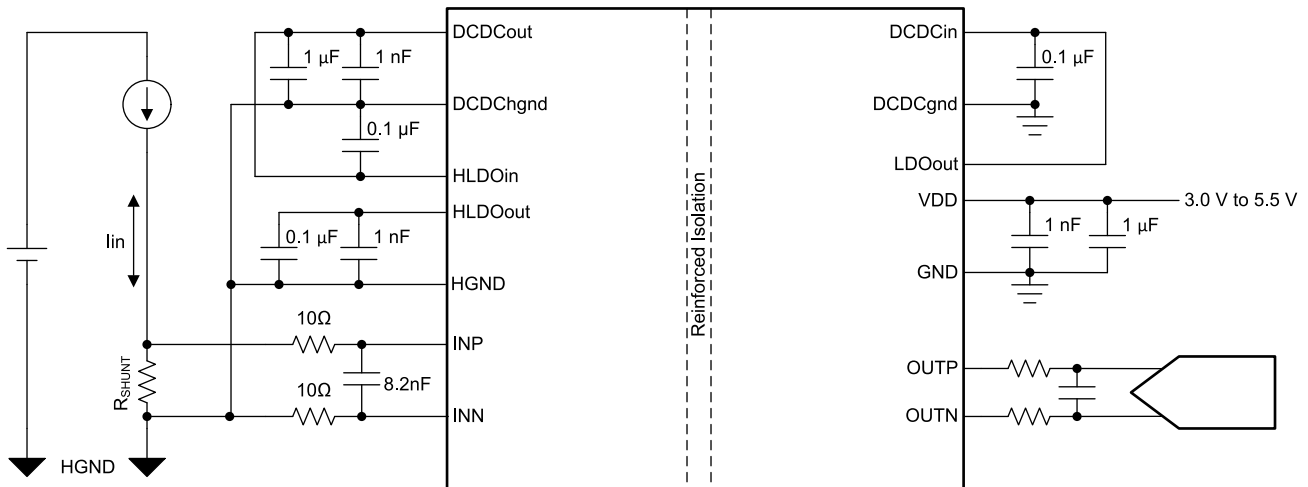 DCDCout
1 µF
1 nF
DCDChgnd
0.1 µF
HLDOin
HLDOout
0.1 µF
1 nF
HGND
Iin
10Ω
INP
8.2nF
10Ω
INN
RSHUNT
HGND
Reinforced Isolation
DCDCin
0.1 µF
DCDCgnd
LDOout
VDD
3.0 V to 5.5 V
1 nF
1 µF
GND
OUTP
OUTN